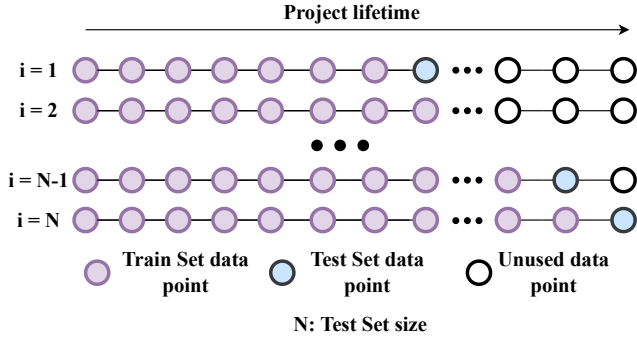 Project lifetime
i = 1
i = 2
i = N-1
i = N
Train Set data
point
Test Set data
point
Unused data
point
N: Test Set size